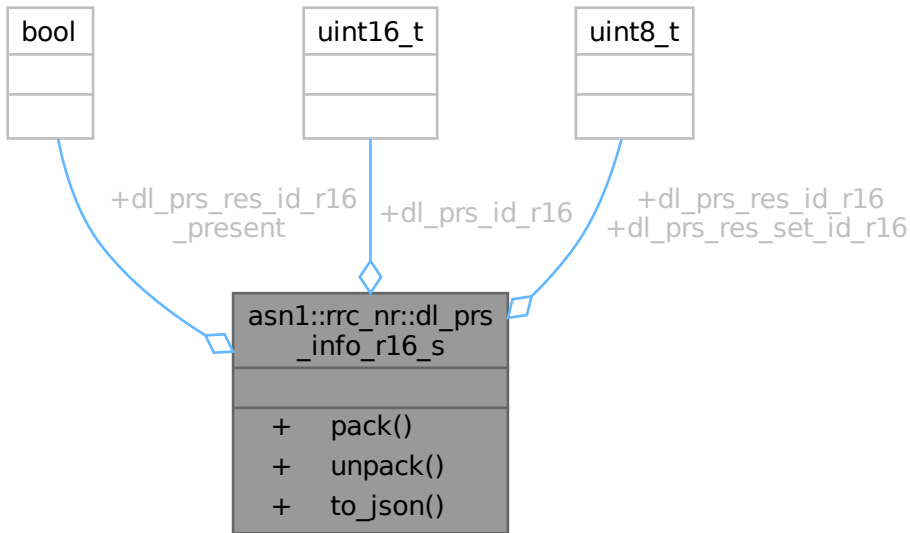 bool
uint16_t
uint8_t
+dl_prs_res_id_r16
_present
+dl_prs_id_r16
+dl_prs_res_id_r16
+dl_prs_res_set_id_r16
asn1::rrc_nr::dl_prs
_info_r16_s
+ pack()
+ unpack()
+ to_json()